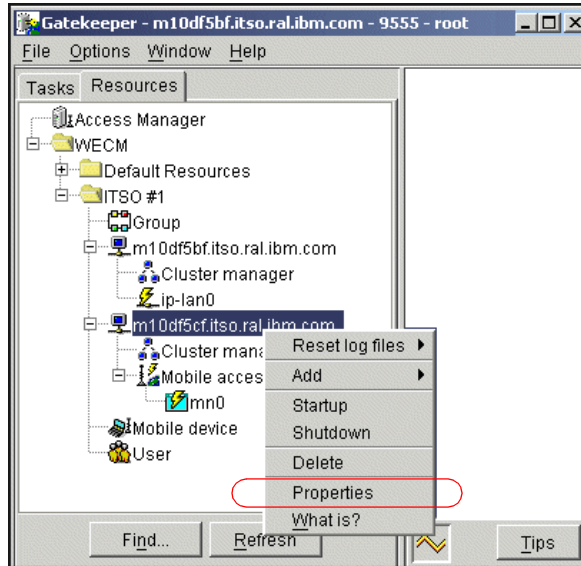 Gatekeeper - m10df5bf.itso.ral.ibm.com - 9555 - root
File Options Window Help
Tasks Resources
Access Manager
WECM
Default Resources
ITSO #1
Group
m10df5bf.itso.ral.ibm.com
Cluster manager
ip-lan0
m10df5cf.itso.ral.ibm.com
Cluster mana
Mobile acces
mn0
Mobile device
User
Reset log files
Add
Startup
Shutdown
Delete
Properties
What is?
Find... Refresh Tips